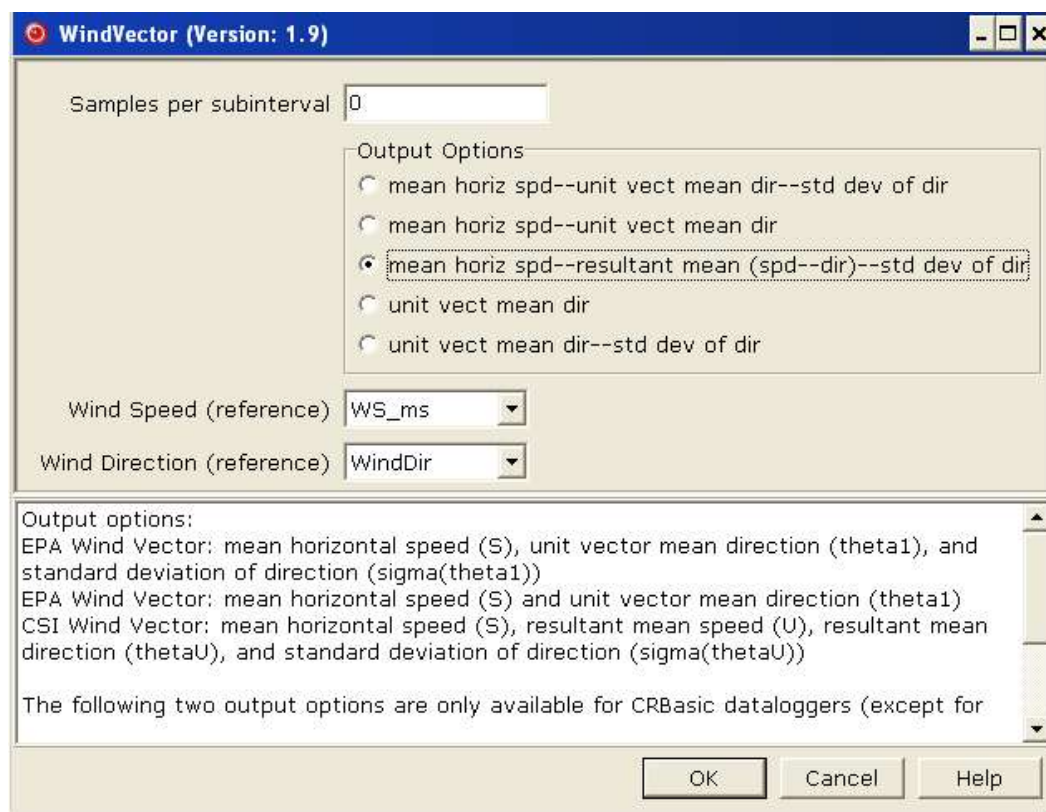 WindVector (Version: 1.9)
Samples per subinterval 0
Output Options
mean horiz spd--unit vect mean dir--std dev of dir
mean horiz spd--unit vect mean dir
mean horiz spd--resultant mean (spd--dir)--std dev of dir
unit vect mean dir
unit vect mean dir--std dev of dir
Wind Speed (reference) WS_ms
Wind Direction (reference) WindDir
Output options:
EPA Wind Vector: mean horizontal speed (S), unit vector mean direction (theta1), and
standard deviation of direction (sigma(theta1))
EPA Wind Vector: mean horizontal speed (S) and unit vector mean direction (theta1)
CSI Wind Vector: mean horizontal speed (S), resultant mean speed (U), resultant mean
direction (thetaU), and standard deviation of direction (sigma(thetaU))
The following two output options are only available for CRBasic dataloggers (except for
OK Cancel Help